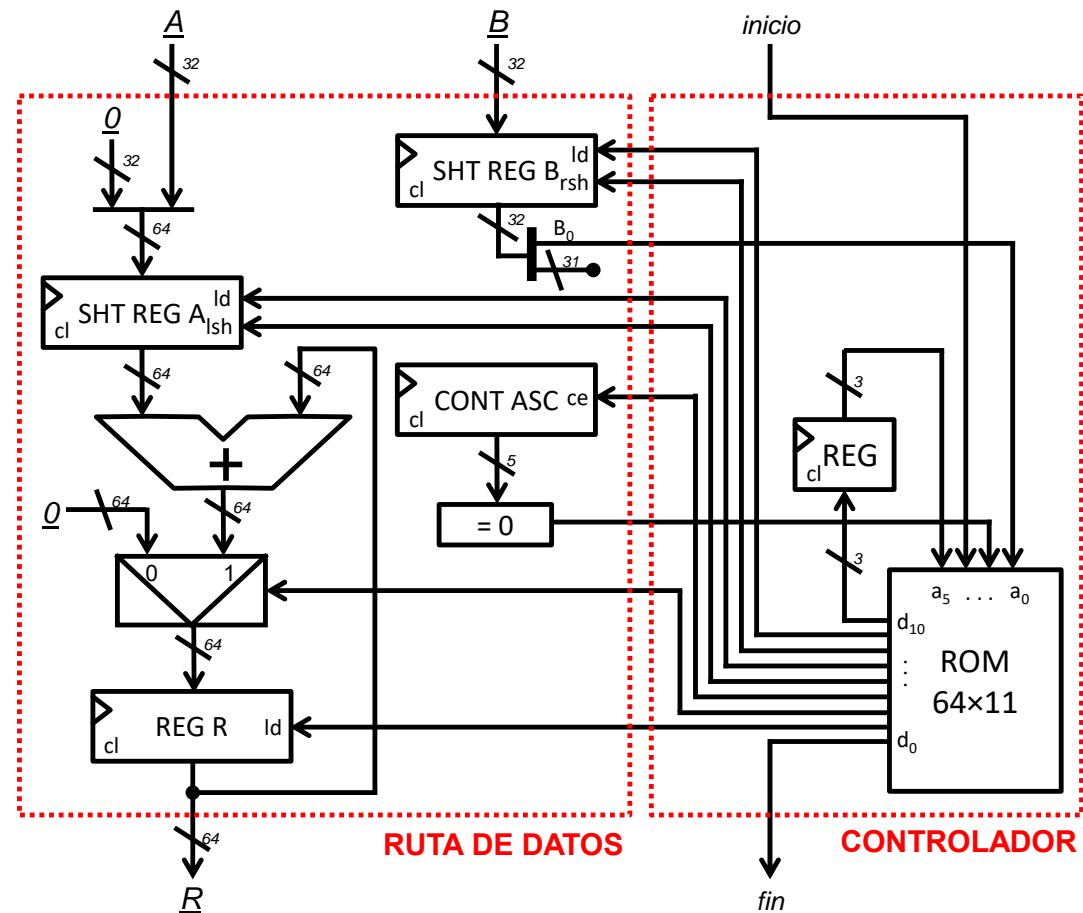 A
B
inicio
32
32
0
32
ld
SHT REG B
rsh
cl
32
B0
31
64
ld
SHT REG A
lsh
cl
64
64
ce
CONT ASC
cl
3
REG
cl
+
5
64
0
64
= 0
3
0 1
a5 . . . a0
d10
ROM
64×11
. . .
64
REG R
ld
cl
d0
RUTA DE DATOS
CONTROLADOR
64
R
fin